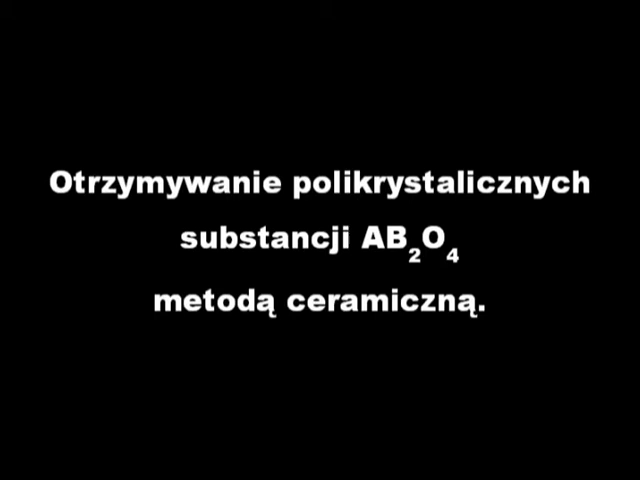 Otrzymywanie polikrystalicznych
substancji AB₂O₄
metodą ceramiczną.